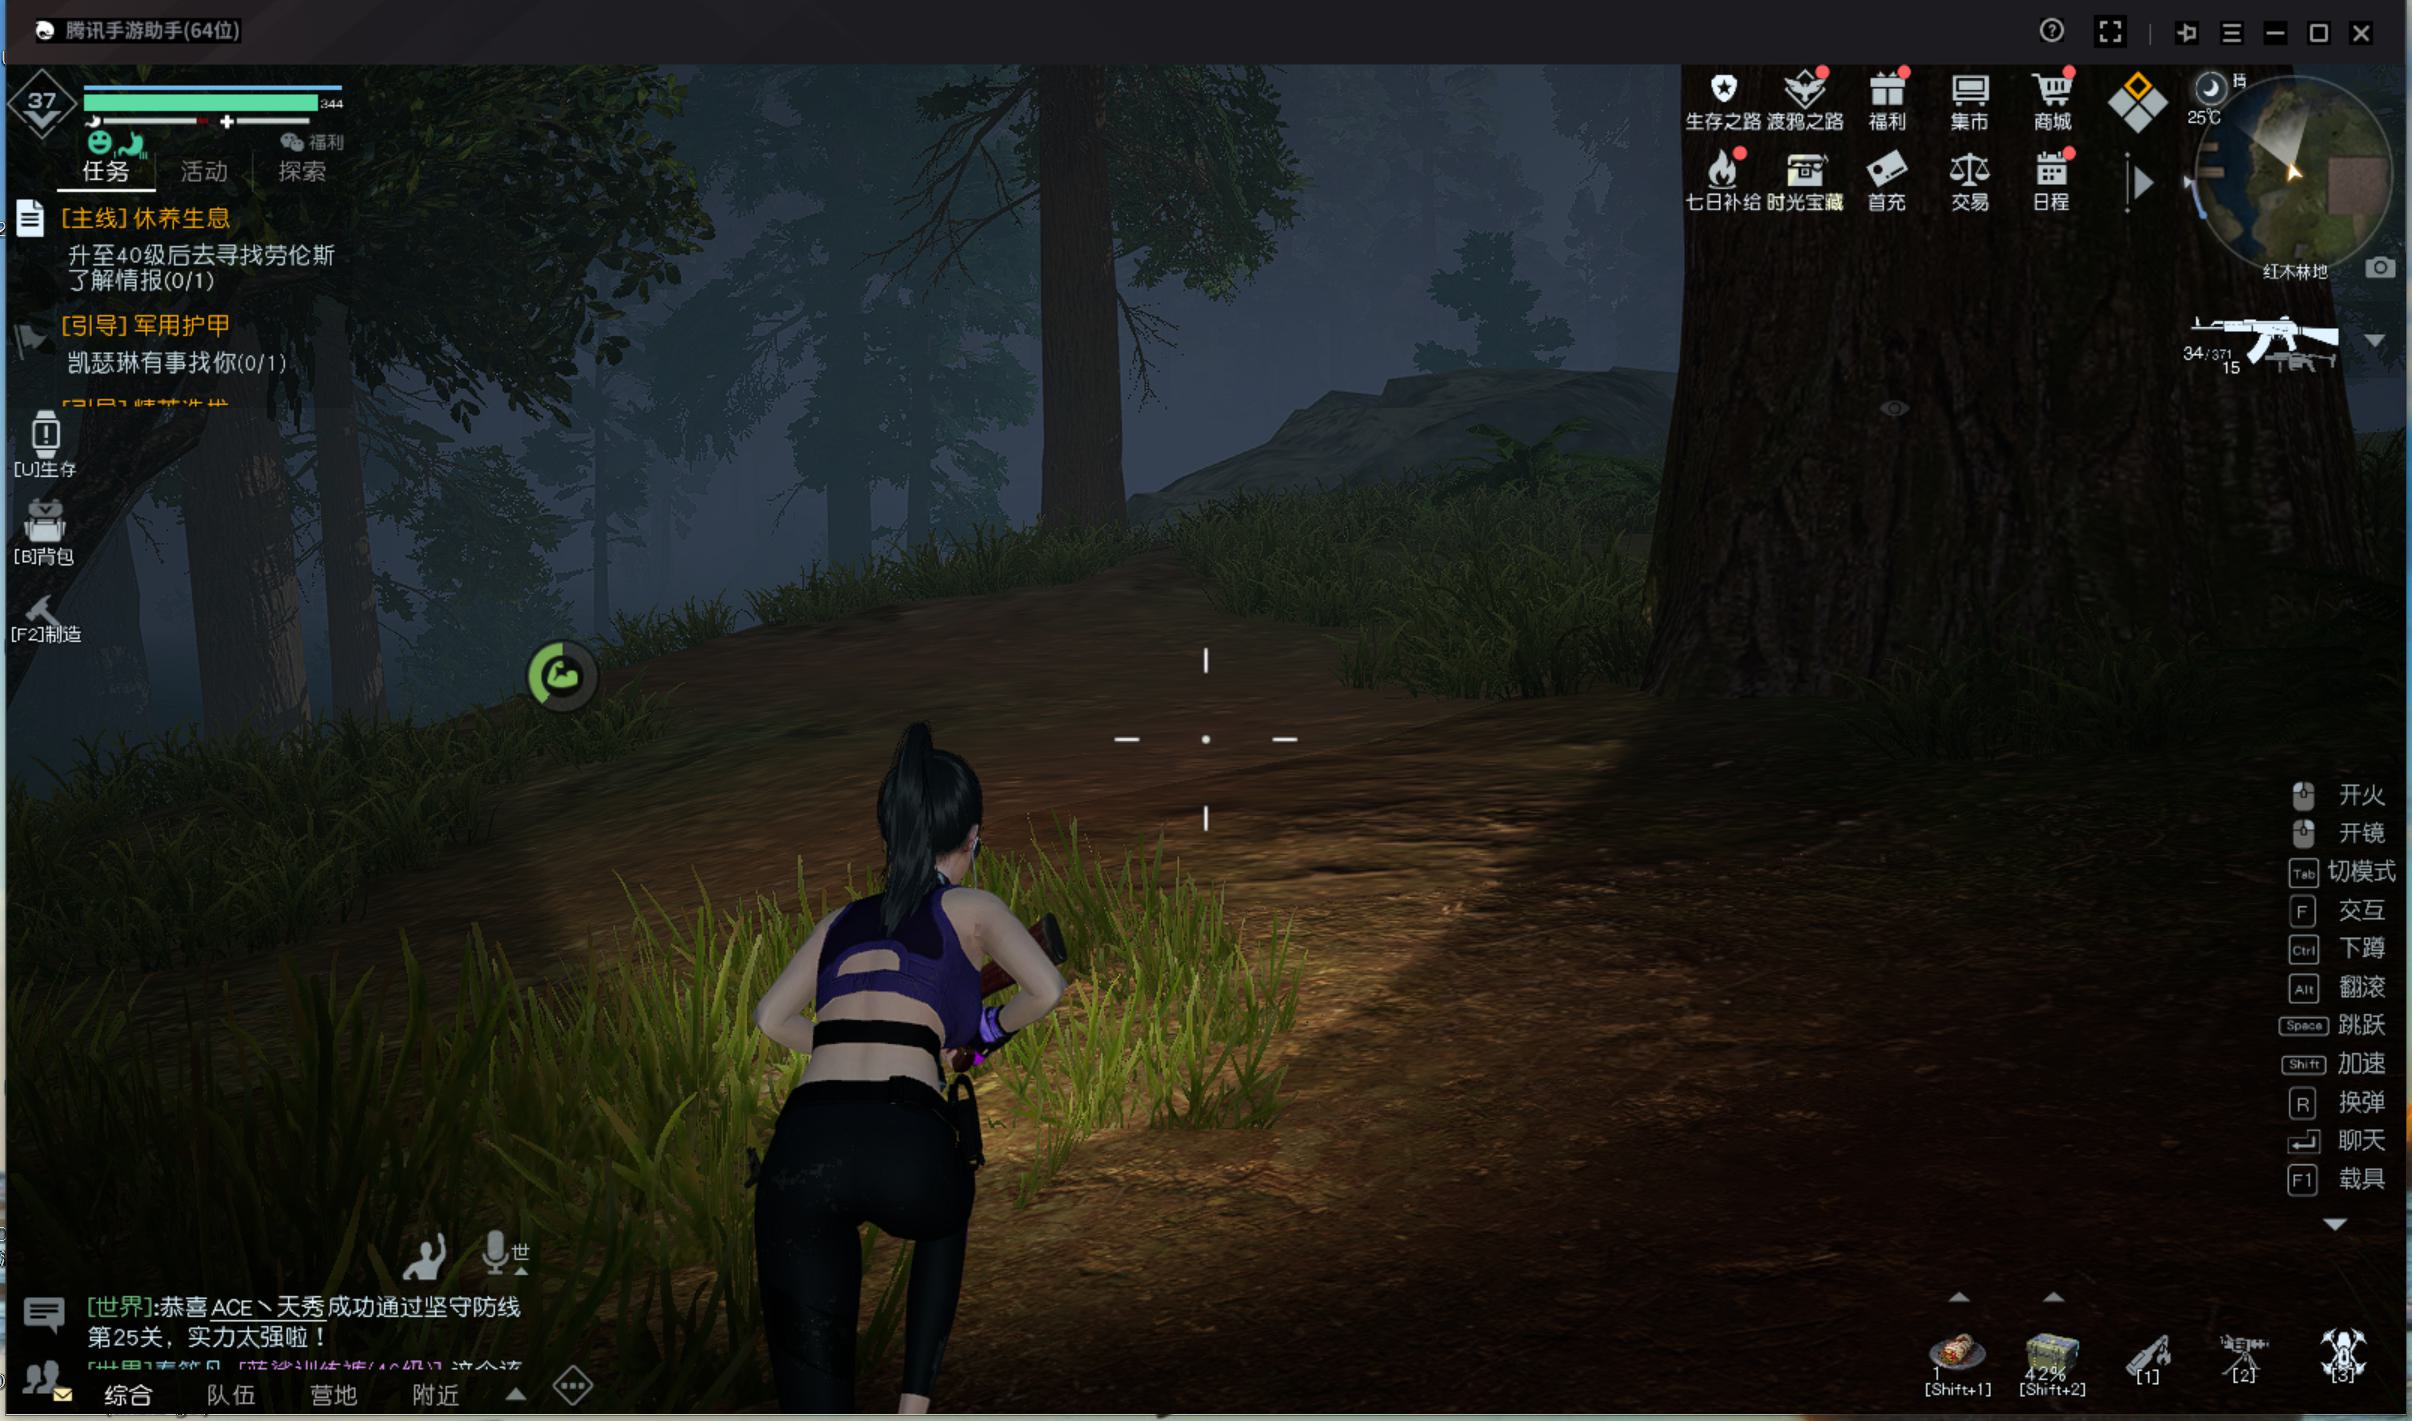 腾讯手游助手(64位)
37
344
福利
任务
活动
探索
[主线] 休养生息
升至40级后去寻找劳伦斯
了解情报(0/1)
[引导] 军用护甲
凯瑟琳有事找你(0/1)
[U]生存
[B]背包
[F2]制造
生存之路
渡鸦之路
福利
集市
商城
七日补给
时光宝藏
首充
交易
日程
25℃
红木林地
34/371
15
开火
开镜
Tab 切模式
F 交互
Ctrl 下蹲
Alt 翻滚
Space 跳跃
Shift 加速
R 换弹
聊天
F1 载具
世
[世界]:恭喜ACE丶天秀成功通过坚守防线
第25关，实力太强啦！
综合
队伍
营地
附近
1
[Shift+1]
42%
[Shift+2]
[1]
[2]
[3]